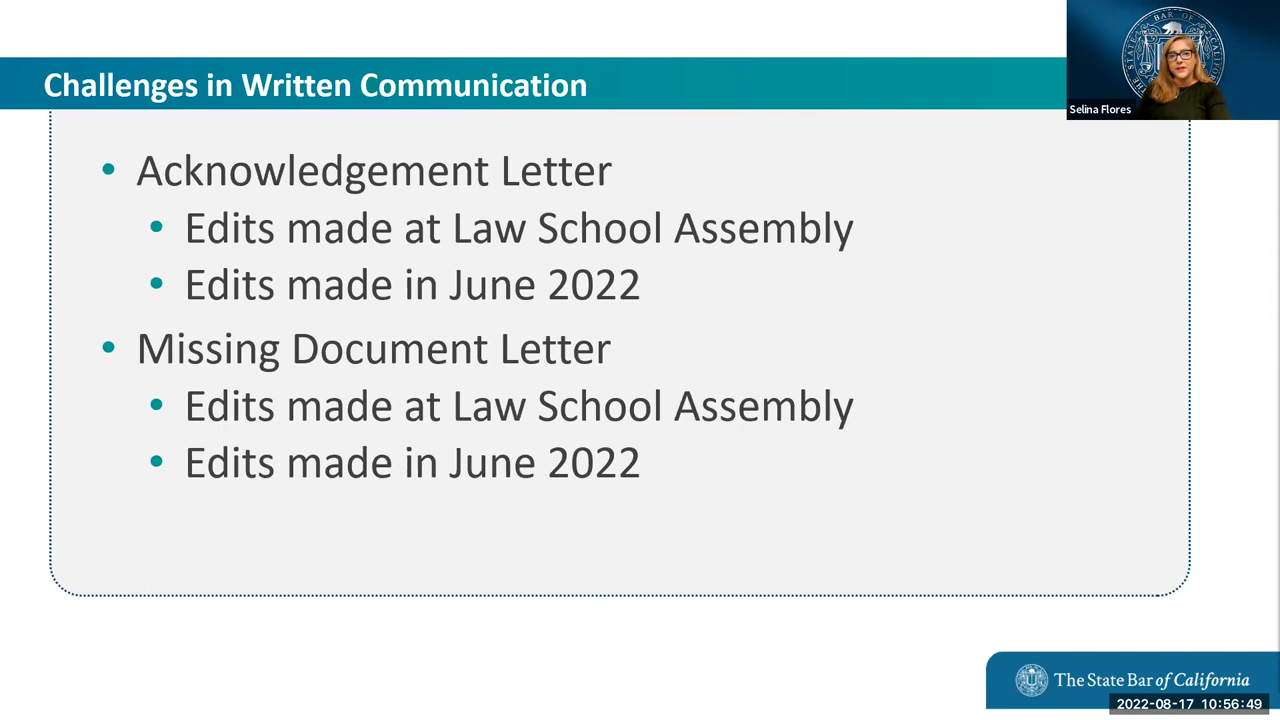 Challenges in Written Communication
Selina Flores
• Acknowledgement Letter
• Edits made at Law School Assembly
• Edits made in June 2022
• Missing Document Letter
• Edits made at Law School Assembly
• Edits made in June 2022
The State Bar of California
2022-08-17 10:56:49